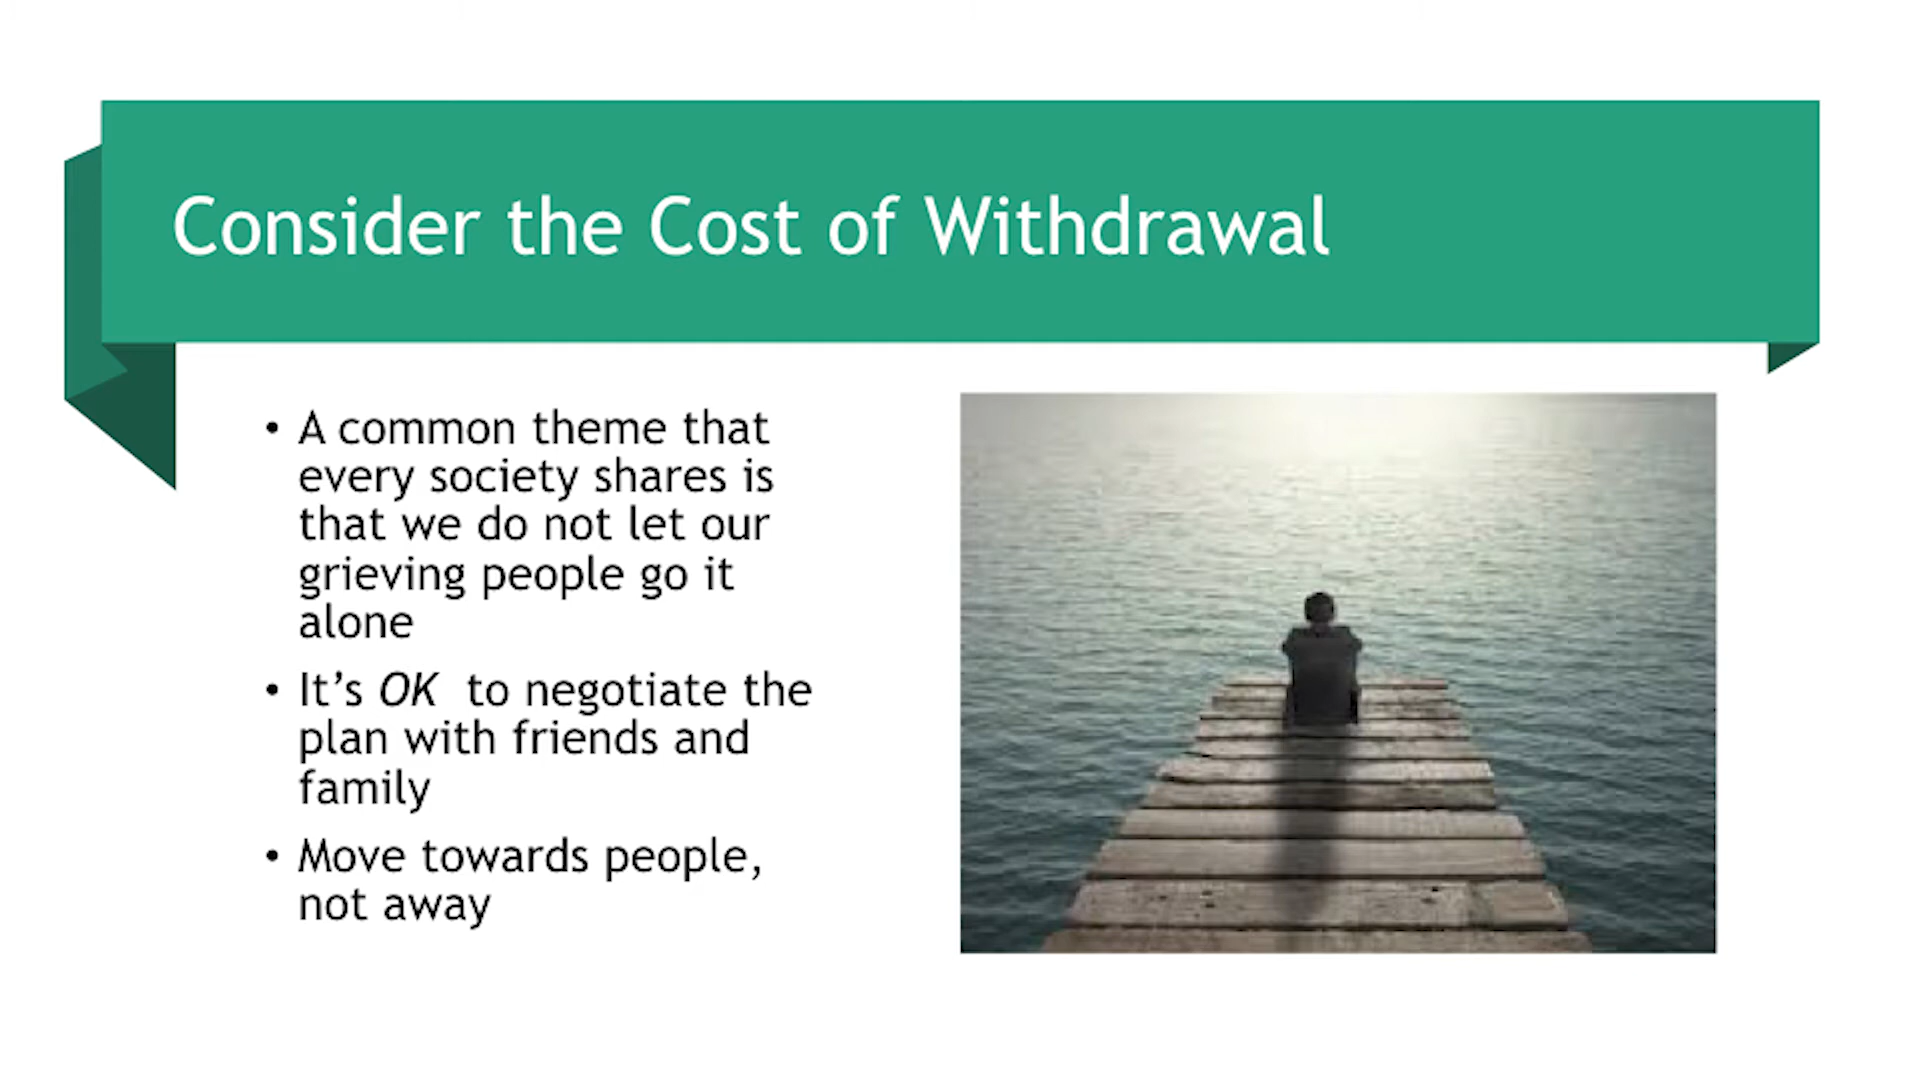 Consider the Cost of Withdrawal
• A common theme that
every society shares is
that we do not let our
grieving people go it
alone
• It’s OK  to negotiate the
plan with friends and
family
• Move towards people,
not away